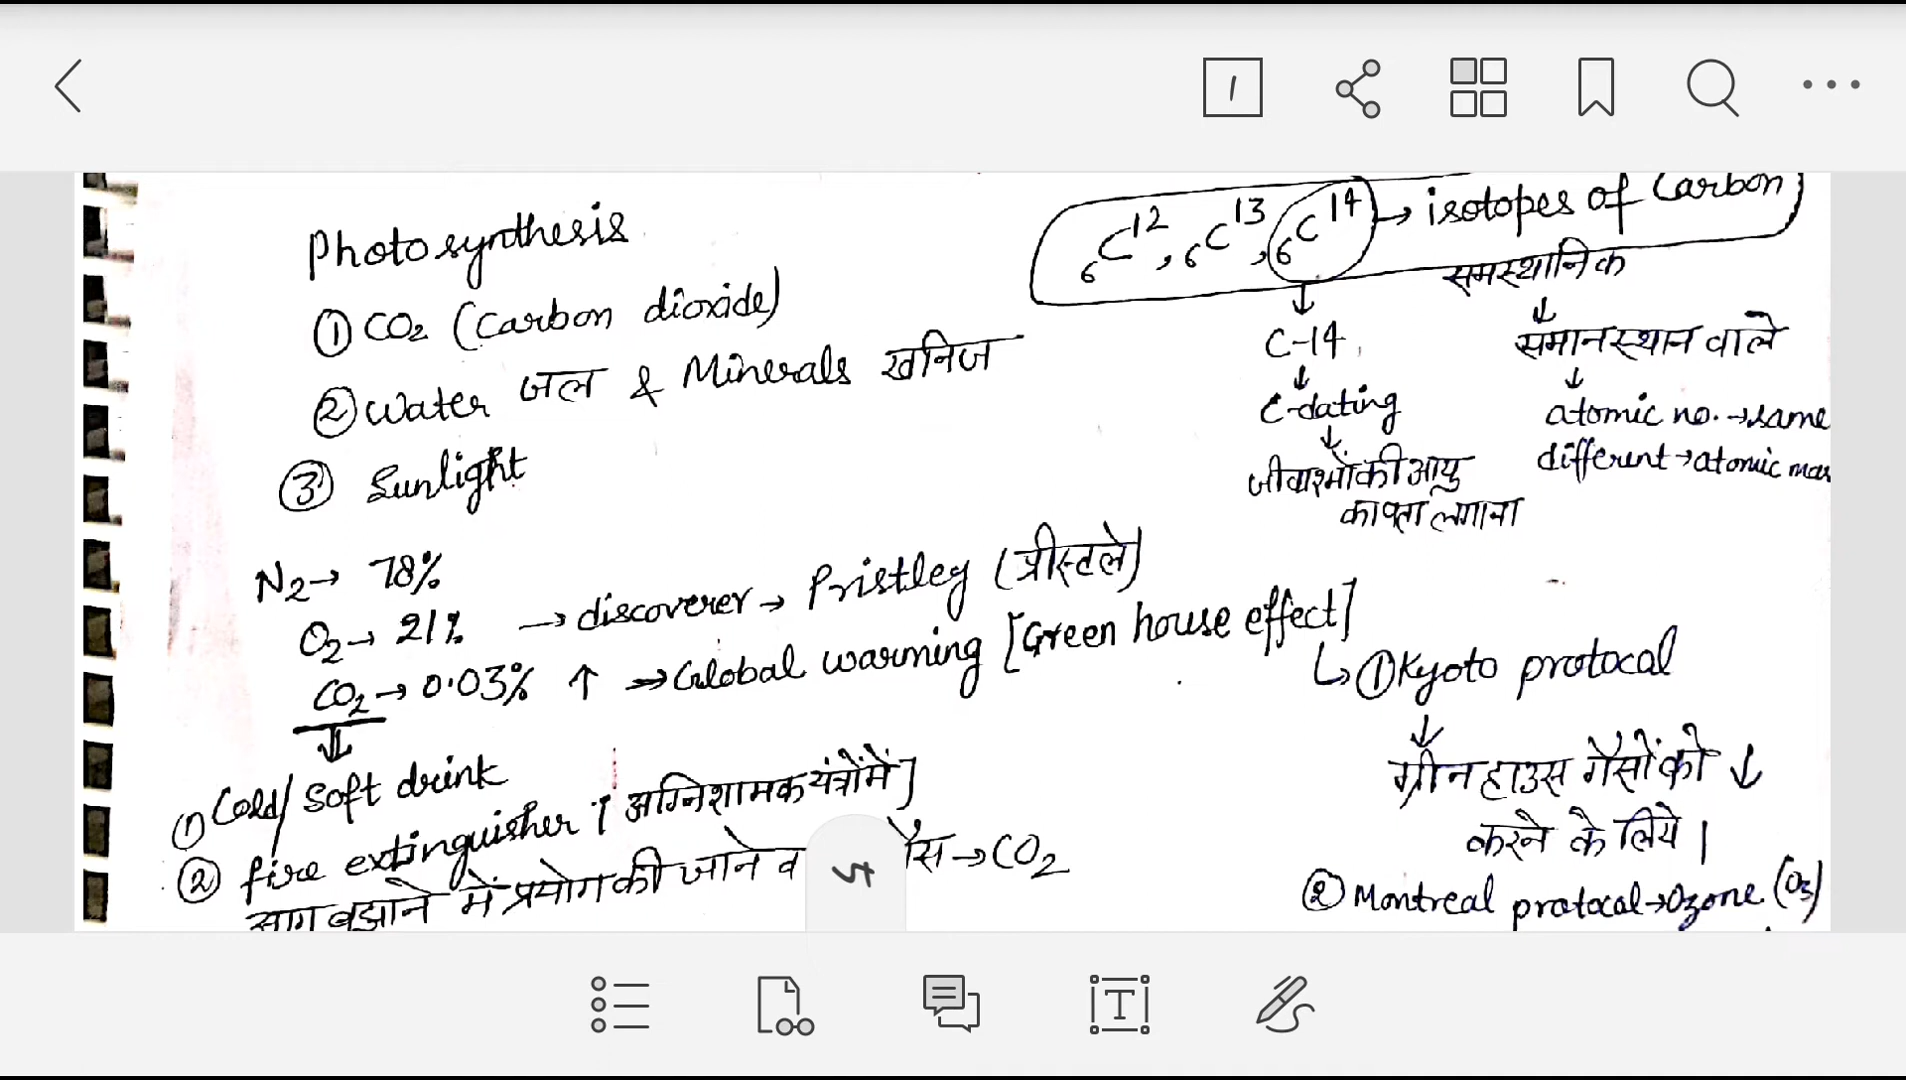 Photosynthesis
① CO₂ (Carbon dioxide)
② Water जल & Minerals खनिज
③ Sunlight
₆C¹², ₆C¹³, ₆C¹⁴ → isotopes of Carbon
समस्थानिक
↓
समान स्थान वाले
↓
atomic no. → same
different → atomic mas
↓
C-14
↓
C-dating
↓
जीवाश्मों की आयु
का पता लगाना
N₂ → 78%
O₂ → 21% → discoverer → Pristley (प्रीस्टले)
CO₂ → 0.03% ↑ → Global warming [Green house effect]
↳ ① Kyoto protocal
↓
ग्रीन हाउस गैसों को ↓
करने के लिये |
② Montreal protocal → Ozone (O₃)
⇓
① Cold/ Soft drink
② fire extinguisher [अग्निशामक यंत्रों में]
आग बुझाने में प्रयोग की जाने व गैस → CO₂